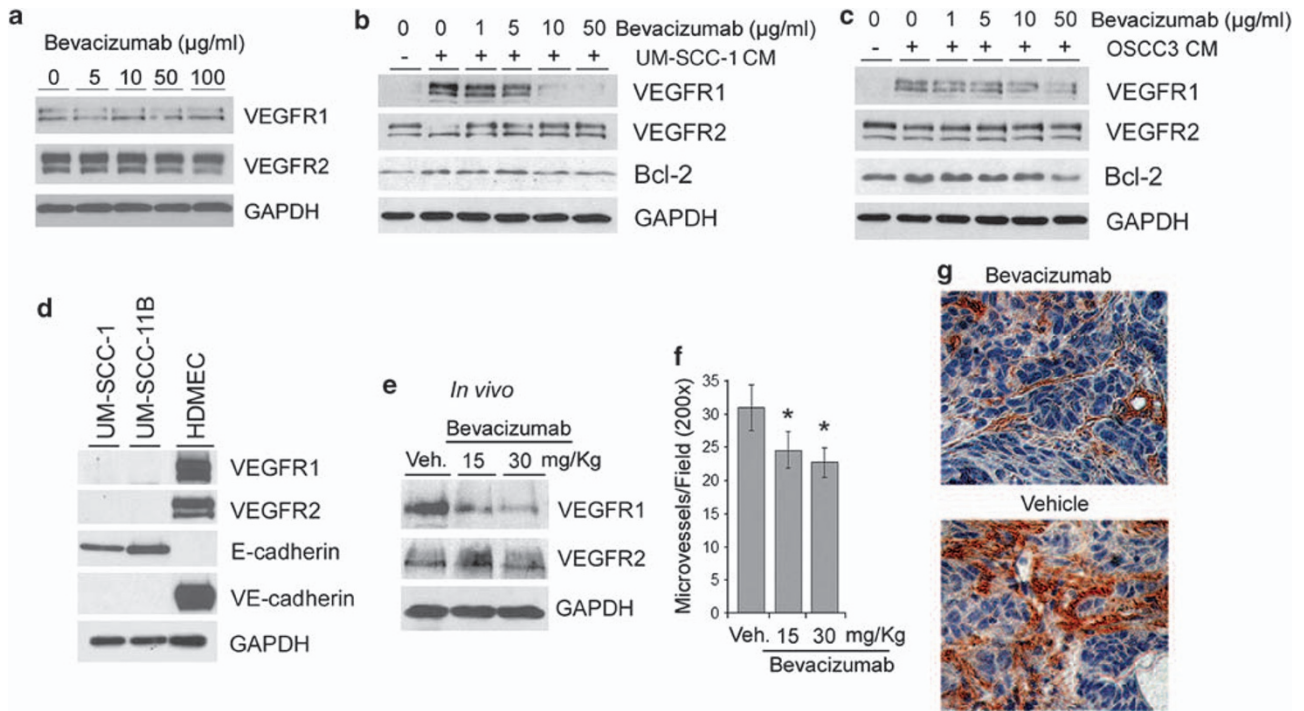 a
Bevacizumab (µg/ml)
0 5 10 50 100
VEGFR1
VEGFR2
GAPDH
b
0 0 1 5 10 50 Bevacizumab (µg/ml)
- + + + + + UM-SCC-1 CM
VEGFR1
VEGFR2
Bcl-2
GAPDH
c
0 0 1 5 10 50 Bevacizumab (µg/ml)
- + + + + + OSCC3 CM
VEGFR1
VEGFR2
Bcl-2
GAPDH
d
UM-SCC-1
UM-SCC-11B
HDMEC
VEGFR1
VEGFR2
E-cadherin
VE-cadherin
GAPDH
e
In vivo
Bevacizumab
Veh. 15 30 mg/Kg
VEGFR1
VEGFR2
GAPDH
f
Microvessels/Field (200x)
35
30
25
20
15
10
5
0
* *
Veh. 15 30 mg/Kg
Bevacizumab
g
Bevacizumab
Vehicle